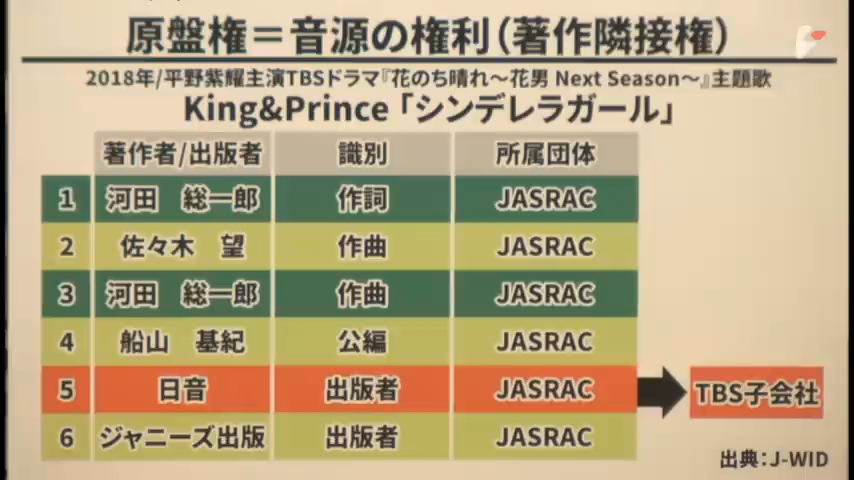 原盤権＝音源の権利（著作隣接権）
2018年/平野紫耀主演TBSドラマ『花のち晴れ～花男 Next Season～』主題歌
King&Prince「シンデレラガール」
著作者/出版者 識別 所属団体
1 河田 総一郎 作詞 JASRAC
2 佐々木 望 作曲 JASRAC
3 河田 総一郎 作曲 JASRAC
4 船山 基紀 公編 JASRAC
5 日音 出版者 JASRAC TBS子会社
6 ジャニーズ出版 出版者 JASRAC
出典：J-WID